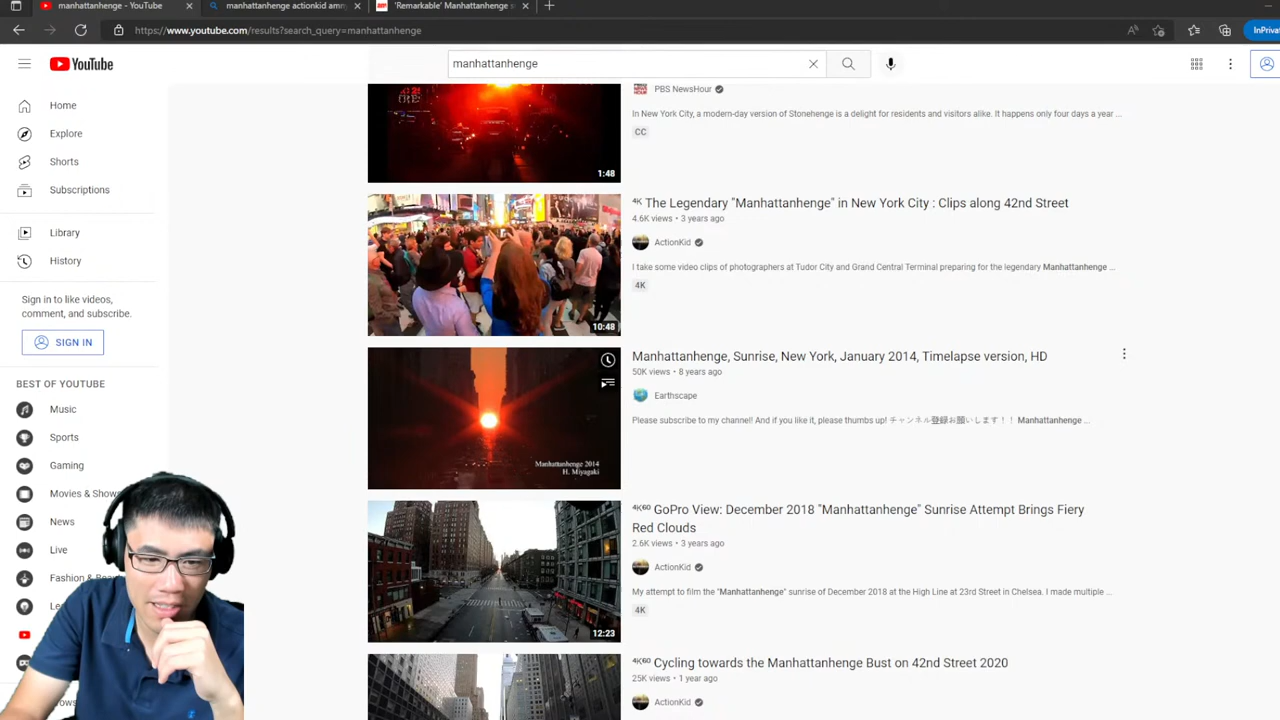 manhattanhenge - YouTube
manhattanhenge actionkid amn
'Remarkable' Manhattanhenge s
https://www.youtube.com/results?search_query=manhattanhenge
InPrivat
YouTube
manhattanhenge
Home
Explore
Shorts
Subscriptions
Library
History
Sign in to like videos,
comment, and subscribe.
SIGN IN
BEST OF YOUTUBE
Music
Sports
Gaming
Movies & Show
News
Live
Fashion & Beau
Le
PBS NewsHour
In New York City, a modern-day version of Stonehenge is a delight for residents and visitors alike. It happens only four days a year ...
CC
1:48
⁴ᴷ The Legendary "Manhattanhenge" in New York City : Clips along 42nd Street
4.6K views • 3 years ago
ActionKid
I take some video clips of photographers at Tudor City and Grand Central Terminal preparing for the legendary Manhattanhenge ...
4K
10:48
Manhattanhenge, Sunrise, New York, January 2014, Timelapse version, HD
50K views • 8 years ago
Earthscape
Please subscribe to my channel! And if you like it, please thumbs up! チャンネル登録お願いします！！ Manhattanhenge ...
Manhattanhenge 2014
H. Miyagaki
⁴ᴷ⁶⁰ GoPro View: December 2018 "Manhattanhenge" Sunrise Attempt Brings Fiery
Red Clouds
2.6K views • 3 years ago
ActionKid
My attempt to film the "Manhattanhenge" sunrise of December 2018 at the High Line at 23rd Street in Chelsea. I made multiple ...
4K
12:23
⁴ᴷ⁶⁰ Cycling towards the Manhattanhenge Bust on 42nd Street 2020
25K views • 1 year ago
ActionKid